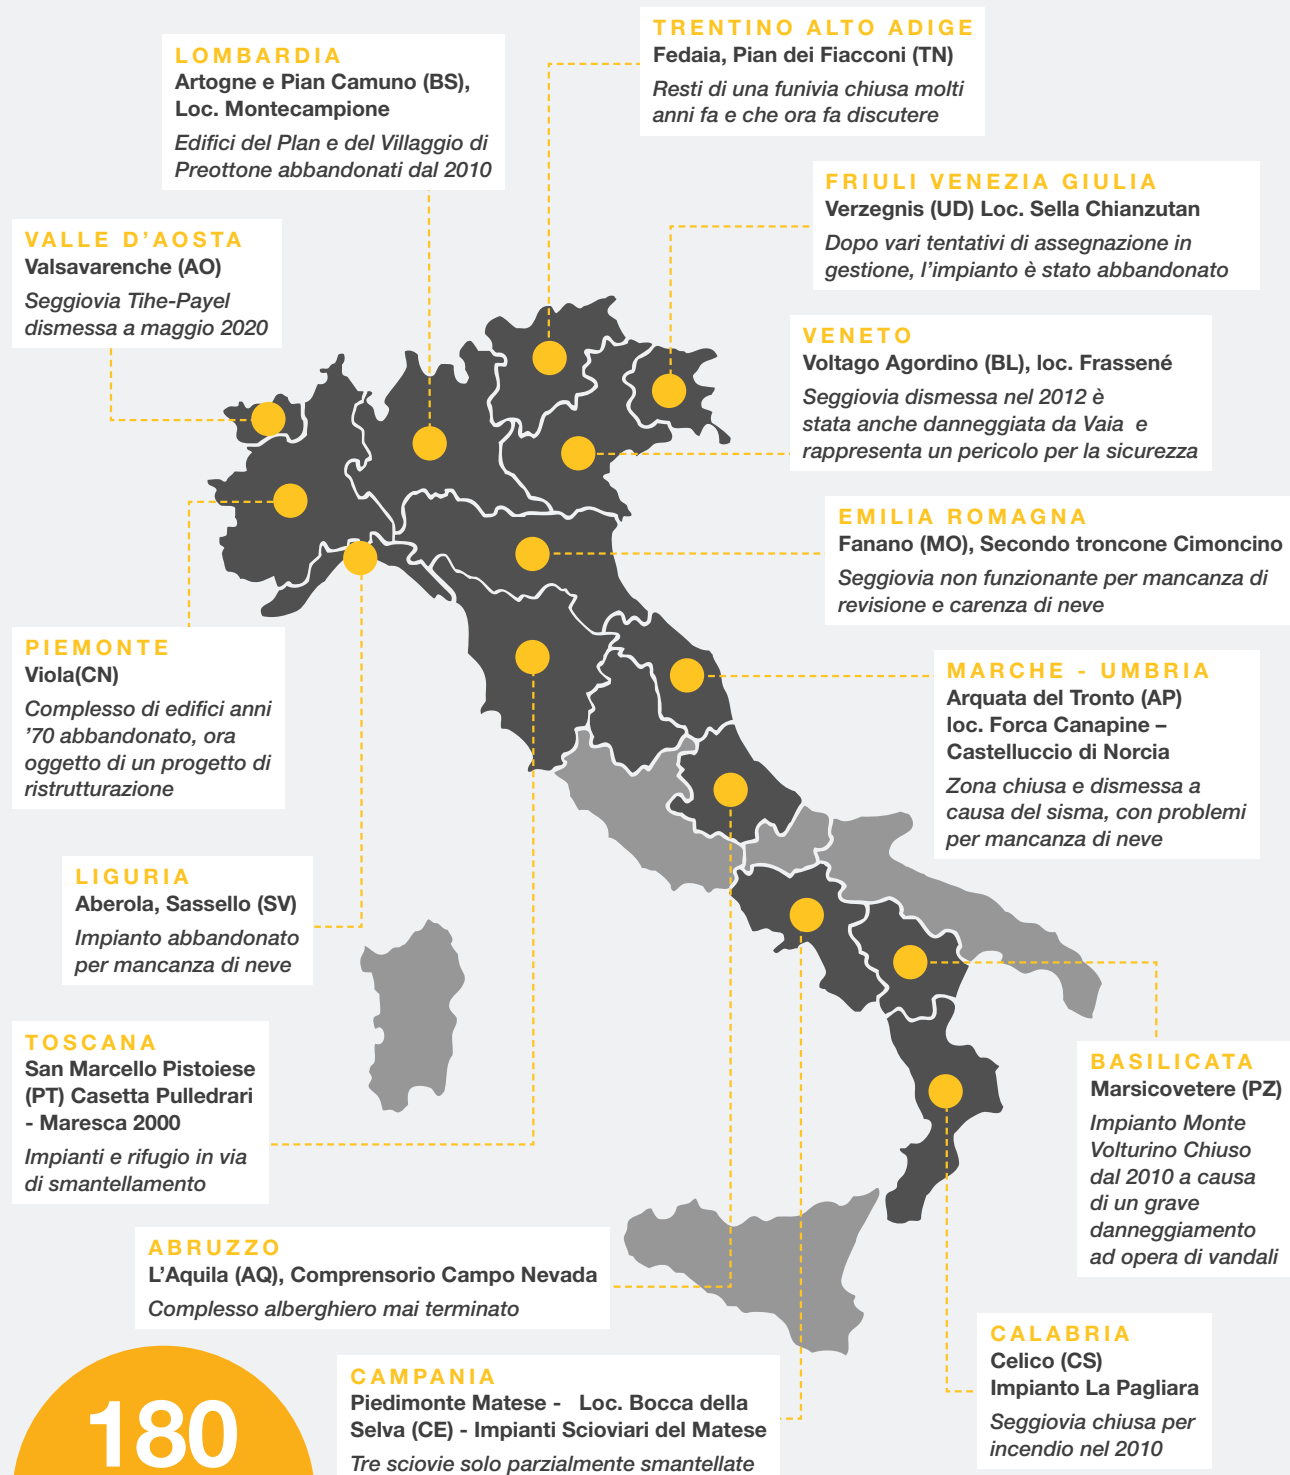 TRENTINO ALTO ADIGE
Fedaia, Pian dei Fiacconi (TN)
Resti di una funivia chiusa molti
anni fa e che ora fa discutere
LOMBARDIA
Artogne e Pian Camuno (BS),
Loc. Montecampione
Edifici del Plan e del Villaggio di
Preottone abbandonati dal 2010
FRIULI VENEZIA GIULIA
Verzegnis (UD) Loc. Sella Chianzutan
Dopo vari tentativi di assegnazione in
gestione, l'impianto è stato abbandonato
VALLE D'AOSTA
Valsavarenche (AO)
Seggiovia Tihe-Payel
dismessa a maggio 2020
VENETO
Voltago Agordino (BL), loc. Frassené
Seggiovia dismessa nel 2012 è
stata anche danneggiata da Vaia e
rappresenta un pericolo per la sicurezza
EMILIA ROMAGNA
Fanano (MO), Secondo troncone Cimoncino
Seggiovia non funzionante per mancanza di
revisione e carenza di neve
PIEMONTE
Viola(CN)
Complesso di edifici anni
'70 abbandonato, ora
oggetto di un progetto di
ristrutturazione
MARCHE - UMBRIA
Arquata del Tronto (AP)
loc. Forca Canapine –
Castelluccio di Norcia
Zona chiusa e dismessa a
causa del sisma, con problemi
per mancanza di neve
LIGURIA
Aberola, Sassello (SV)
Impianto abbandonato
per mancanza di neve
TOSCANA
San Marcello Pistoiese
(PT) Casetta Pulledrari
- Maresca 2000
Impianti e rifugio in via
di smantellamento
BASILICATA
Marsicovetere (PZ)
Impianto Monte
Volturino Chiuso
dal 2010 a causa
di un grave
danneggiamento
ad opera di vandali
ABRUZZO
L'Aquila (AQ), Comprensorio Campo Nevada
Complesso alberghiero mai terminato
CALABRIA
Celico (CS)
Impianto La Pagliara
Seggiovia chiusa per
incendio nel 2010
CAMPANIA
Piedimonte Matese - Loc. Bocca della
Selva (CE) - Impianti Scioviari del Matese
Tre sciovie solo parzialmente smantellate
180